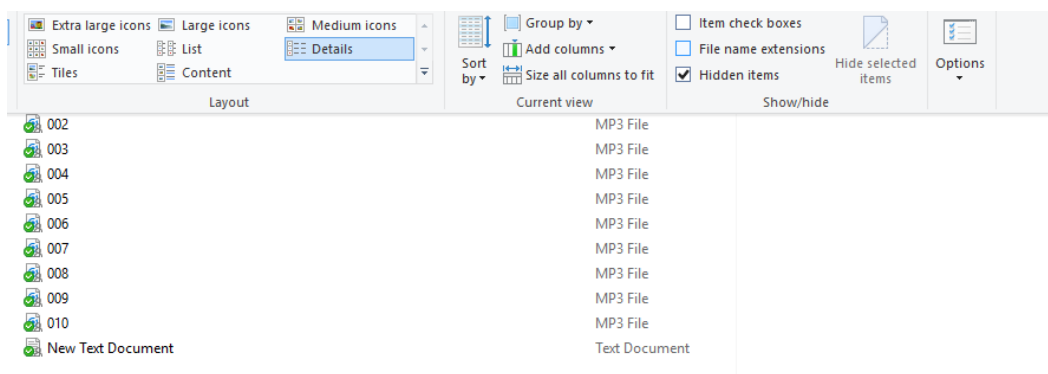 Extra large icons Large icons Medium icons
Small icons List Details
Tiles Content
Layout
Sort by
Group by
Add columns
Size all columns to fit
Current view
Item check boxes
File name extensions
Hidden items
Hide selected items
Show/hide
Options
002 MP3 File
003 MP3 File
004 MP3 File
005 MP3 File
006 MP3 File
007 MP3 File
008 MP3 File
009 MP3 File
010 MP3 File
New Text Document Text Document